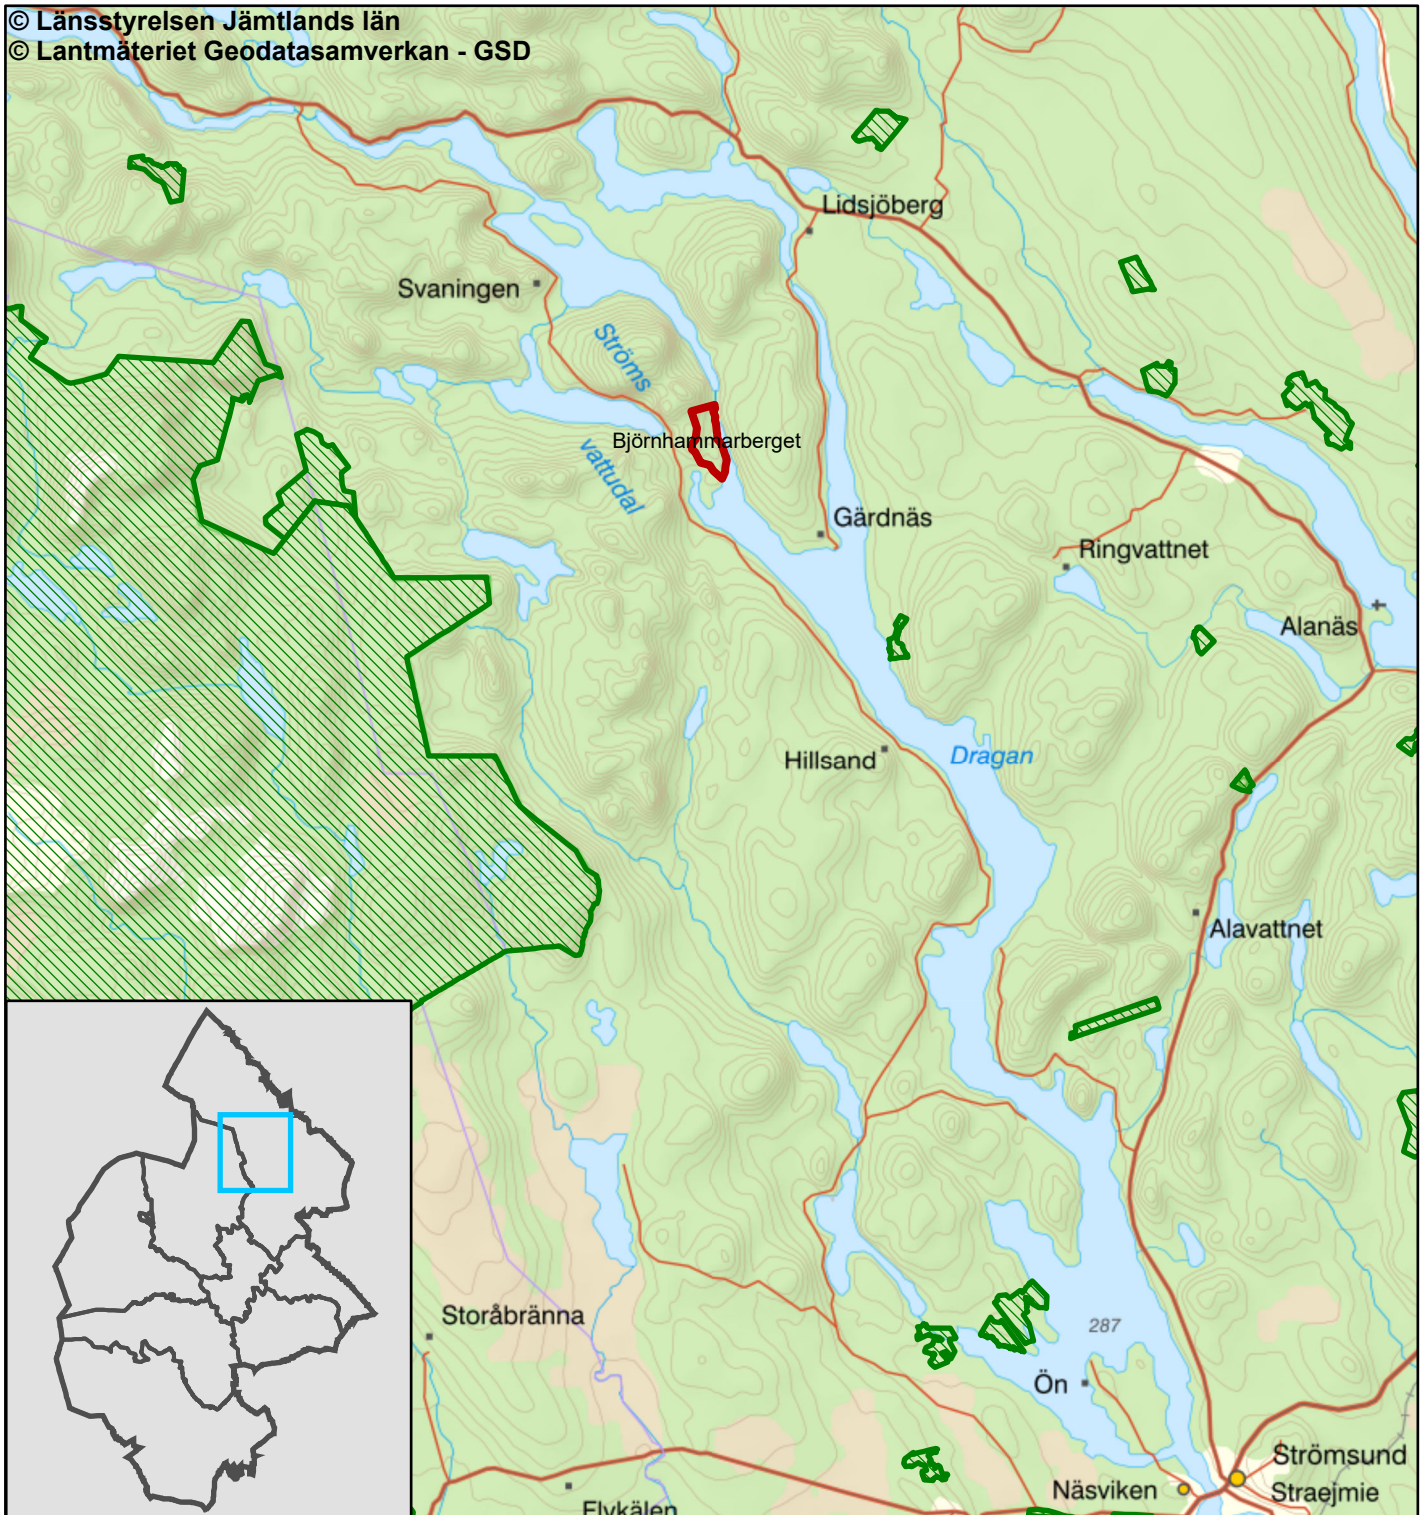 © Länsstyrelsen Jämtlands län
© Lantmäteriet Geodatasamverkan - GSD
Lidsjöberg
Svaningen
Ströms
Björnhammarberget
vattudal
Gärdnäs
Ringvattnet
Alanäs
Hillsand
Dragan
Alavattnet
Storåbränna
287
Ön
Strömsund
Näsviken
Straejmie
Flykälen